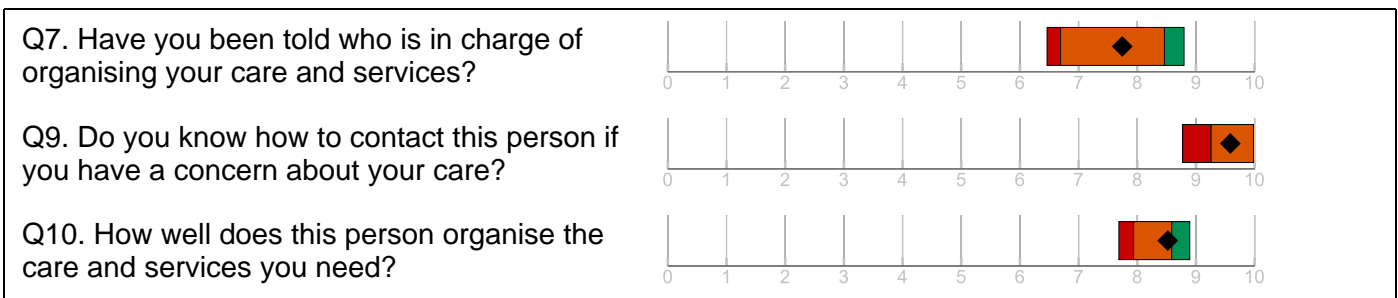 Q7. Have you been told who is in charge of
organising your care and services?
0 1 2 3 4 5 6 7 8 9 10
Q9. Do you know how to contact this person if
you have a concern about your care?
0 1 2 3 4 5 6 7 8 9 10
Q10. How well does this person organise the
care and services you need?
0 1 2 3 4 5 6 7 8 9 10